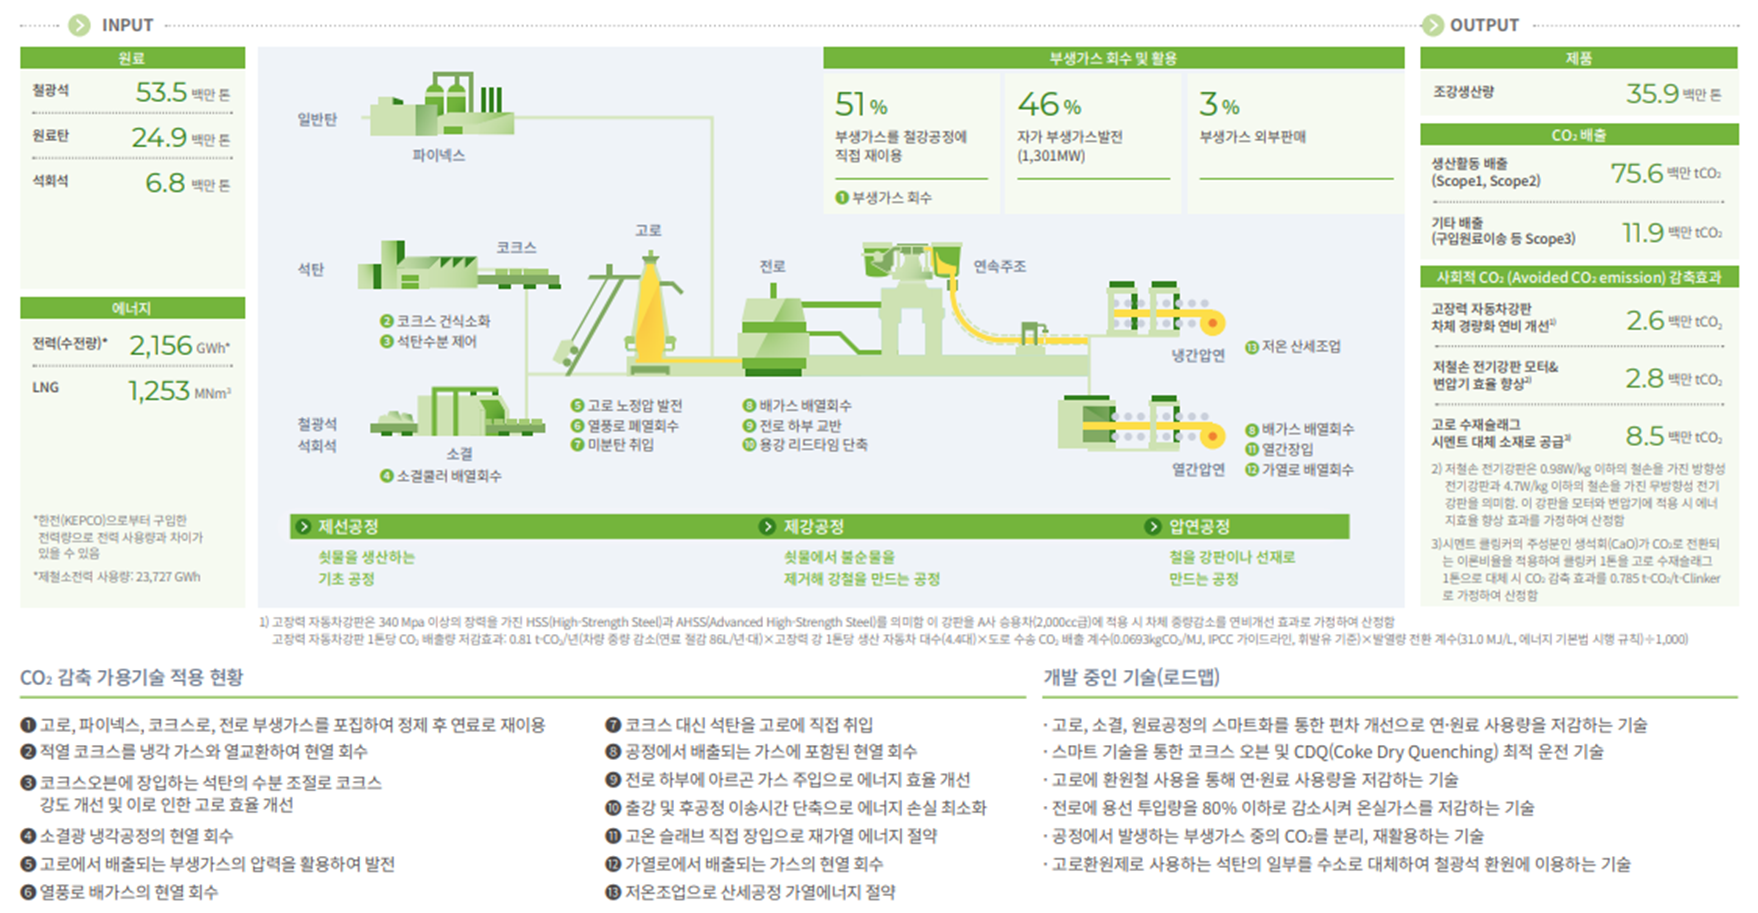 INPUT
원료
철광석 53.5 백만 톤
원료탄 24.9 백만 톤
석회석 6.8 백만 톤
에너지
전력(수전량)* 2,156 GWh*
LNG 1,253 MNm³
*한전(KEPCO)으로부터 구입한
전력량으로 전력 사용량과 차이가
있을 수 있음
*제철소전력 사용량: 23,727 GWh
부생가스 회수 및 활용
51 %
부생가스를 철강공정에
직접 재이용
❶ 부생가스 회수
46 %
자가 부생가스발전
(1,301MW)
3 %
부생가스 외부판매
일반탄
파이넥스
석탄
코크스
❷ 코크스 건식소화
❸ 석탄수분 제어
고로
전로
연속주조
냉간압연
⓭ 저온 산세조업
철광석
석회석
소결
❹ 소결쿨러 배열회수
❺ 고로 노정압 발전
❻ 열풍로 폐열회수
❼ 미분탄 취입
❽ 배가스 배열회수
❾ 전로 하부 교반
❿ 용강 리드타임 단축
열간압연
❽ 배가스 배열회수
⓫ 열간장입
⓬ 가열로 배열회수
제선공정
쇳물을 생산하는
기초 공정
제강공정
쇳물에서 불순물을
제거해 강철을 만드는 공정
압연공정
철을 강판이나 선재로
만드는 공정
OUTPUT
제품
조강생산량 35.9 백만 톤
CO₂ 배출
생산활동 배출
(Scope1, Scope2) 75.6 백만 tCO₂
기타 배출
(구입원료이송 등 Scope3) 11.9 백만 tCO₂
사회적 CO₂ (Avoided CO₂ emission) 감축효과
고장력 자동차강판
차체 경량화 연비 개선¹⁾ 2.6 백만 tCO₂
저철손 전기강판 모터&
변압기 효율 향상²⁾ 2.8 백만 tCO₂
고로 수재슬래그
시멘트 대체 소재로 공급³⁾ 8.5 백만 tCO₂
2) 저철손 전기강판은 0.98W/kg 이하의 철손을 가진 방향성
전기강판과 4.7W/kg 이하의 철손을 가진 무방향성 전기
강판을 의미함. 이 강판을 모터와 변압기에 적용 시 에너
지효율 향상 효과를 가정하여 산정함
3)시멘트 클링커의 주성분인 생석회(CaO)가 CO₂로 전환되
는 이론비율을 적용하여 클링커 1톤을 고로 수재슬래그
1톤으로 대체 시 CO₂ 감축 효과를 0.785 t-CO₂/t-Clinker
로 가정하여 산정함
1) 고장력 자동차강판은 340 Mpa 이상의 장력을 가진 HSS(High-Strength Steel)과 AHSS(Advanced High-Strength Steel)를 의미함 이 강판을 A사 승용차(2,000cc급)에 적용 시 차체 중량감소를 연비개선 효과로 가정하여 산정함
고장력 자동차강판 1톤당 CO₂ 배출량 저감효과: 0.81 t-CO₂/년(차량 중량 감소(연료 절감 86L/년·대)×고장력 강 1톤당 생산 자동차 대수(4.4대)×도로 수송 CO₂ 배출 계수(0.0693kgCO₂/MJ, IPCC 가이드라인, 휘발유 기준)×발열량 전환 계수(31.0 MJ/L, 에너지 기본법 시행 규칙)÷1,000)
CO₂ 감축 가용기술 적용 현황
❶ 고로, 파이넥스, 코크스로, 전로 부생가스를 포집하여 정제 후 연료로 재이용
❷ 적열 코크스를 냉각 가스와 열교환하여 현열 회수
❸ 코크스오븐에 장입하는 석탄의 수분 조절로 코크스
강도 개선 및 이로 인한 고로 효율 개선
❹ 소결광 냉각공정의 현열 회수
❺ 고로에서 배출되는 부생가스의 압력을 활용하여 발전
❻ 열풍로 배가스의 현열 회수
❼ 코크스 대신 석탄을 고로에 직접 취입
❽ 공정에서 배출되는 가스에 포함된 현열 회수
❾ 전로 하부에 아르곤 가스 주입으로 에너지 효율 개선
❿ 출강 및 후공정 이송시간 단축으로 에너지 손실 최소화
⓫ 고온 슬래브 직접 장입으로 재가열 에너지 절약
⓬ 가열로에서 배출되는 가스의 현열 회수
⓭ 저온조업으로 산세공정 가열에너지 절약
개발 중인 기술(로드맵)
· 고로, 소결, 원료공정의 스마트화를 통한 편차 개선으로 연·원료 사용량을 저감하는 기술
· 스마트 기술을 통한 코크스 오븐 및 CDQ(Coke Dry Quenching) 최적 운전 기술
· 고로에 환원철 사용을 통해 연·원료 사용량을 저감하는 기술
· 전로에 용선 투입량을 80% 이하로 감소시켜 온실가스를 저감하는 기술
· 공정에서 발생하는 부생가스 중의 CO₂를 분리, 재활용하는 기술
· 고로환원제로 사용하는 석탄의 일부를 수소로 대체하여 철광석 환원에 이용하는 기술